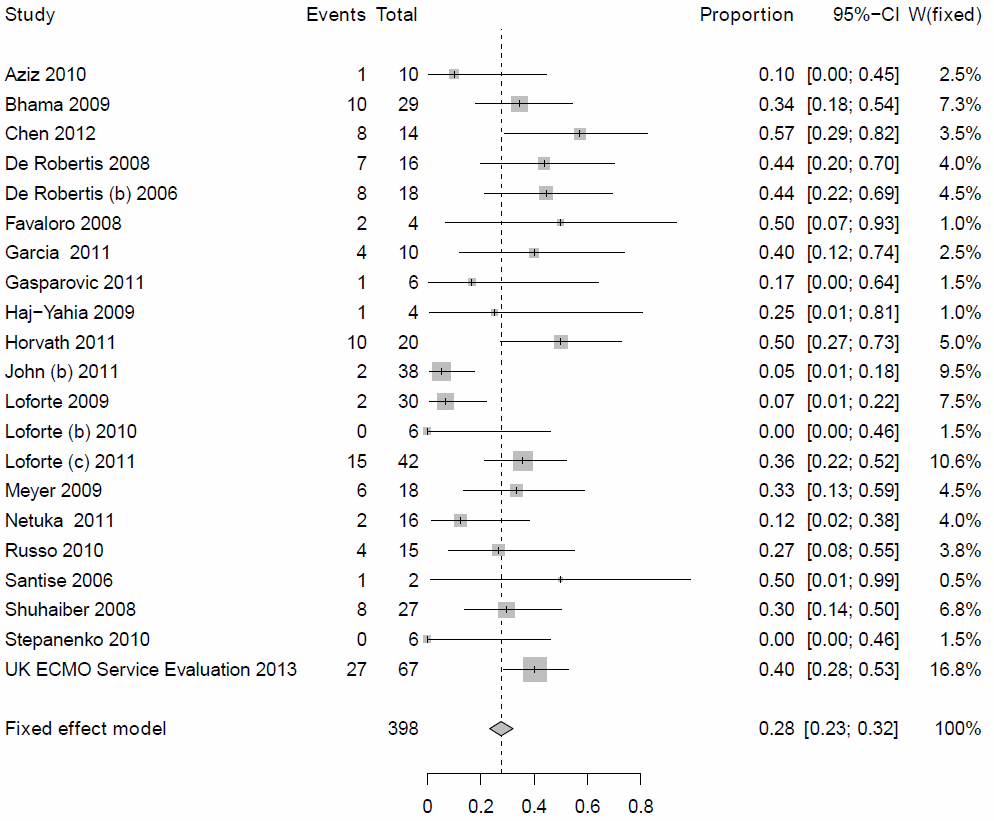 Study Events Total Proportion 95%−CI W(fixed)
Aziz 2010 1 10 0.10 [0.00; 0.45] 2.5%
Bhama 2009 10 29 0.34 [0.18; 0.54] 7.3%
Chen 2012 8 14 0.57 [0.29; 0.82] 3.5%
De Robertis 2008 7 16 0.44 [0.20; 0.70] 4.0%
De Robertis (b) 2006 8 18 0.44 [0.22; 0.69] 4.5%
Favaloro 2008 2 4 0.50 [0.07; 0.93] 1.0%
Garcia 2011 4 10 0.40 [0.12; 0.74] 2.5%
Gasparovic 2011 1 6 0.17 [0.00; 0.64] 1.5%
Haj−Yahia 2009 1 4 0.25 [0.01; 0.81] 1.0%
Horvath 2011 10 20 0.50 [0.27; 0.73] 5.0%
John (b) 2011 2 38 0.05 [0.01; 0.18] 9.5%
Loforte 2009 2 30 0.07 [0.01; 0.22] 7.5%
Loforte (b) 2010 0 6 0.00 [0.00; 0.46] 1.5%
Loforte (c) 2011 15 42 0.36 [0.22; 0.52] 10.6%
Meyer 2009 6 18 0.33 [0.13; 0.59] 4.5%
Netuka 2011 2 16 0.12 [0.02; 0.38] 4.0%
Russo 2010 4 15 0.27 [0.08; 0.55] 3.8%
Santise 2006 1 2 0.50 [0.01; 0.99] 0.5%
Shuhaiber 2008 8 27 0.30 [0.14; 0.50] 6.8%
Stepanenko 2010 0 6 0.00 [0.00; 0.46] 1.5%
UK ECMO Service Evaluation 2013 27 67 0.40 [0.28; 0.53] 16.8%
Fixed effect model 398 0.28 [0.23; 0.32] 100%
0 0.2 0.4 0.6 0.8